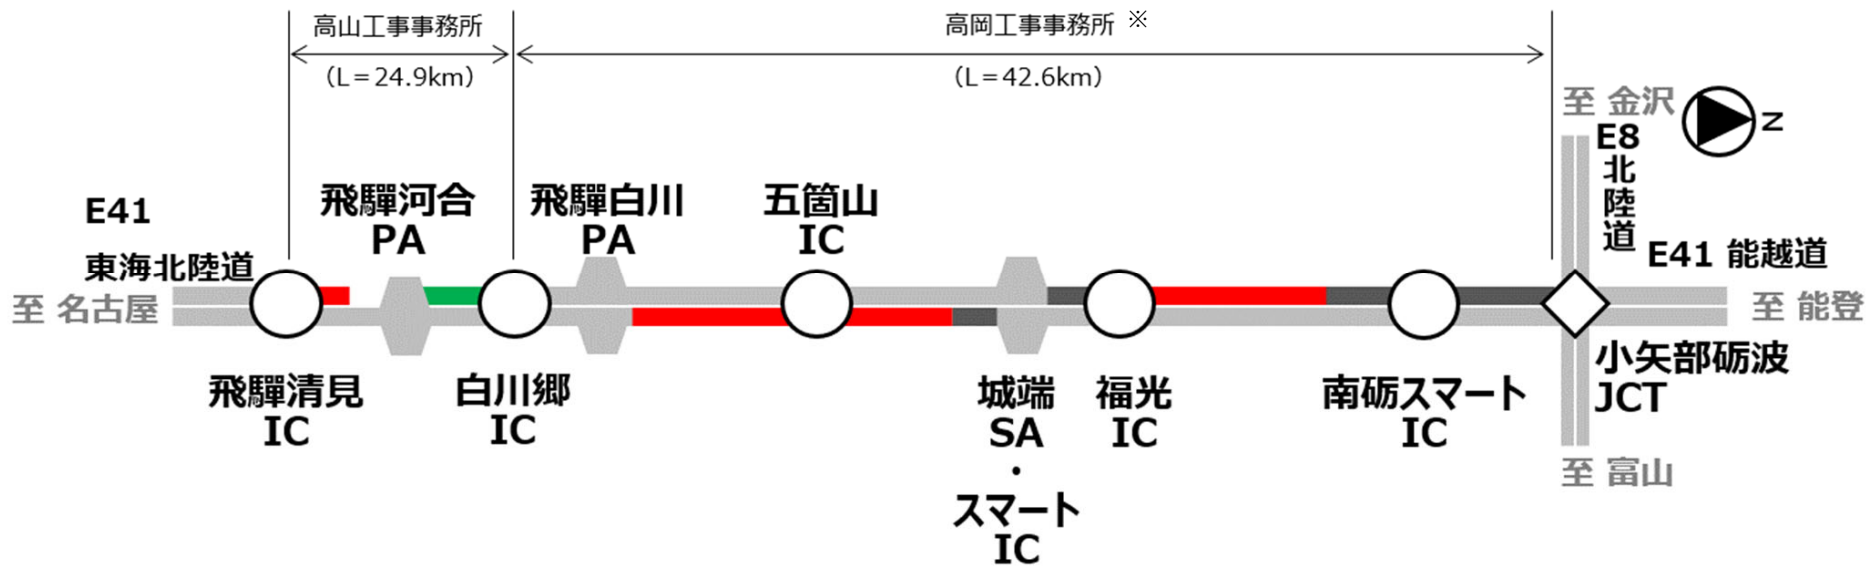 高山工事事務所
(L=24.9km)
高岡工事事務所 ※
(L=42.6km)
至 金沢
N
E8
北陸道
E41
東海北陸道
至 名古屋
飛驒河合
PA
飛驒白川
PA
五箇山
IC
E41 能越道
至 能登
飛驒清見
IC
白川郷
IC
城端
SA
・
スマート
IC
福光
IC
南砺スマート
IC
小矢部砺波
JCT
至 富山